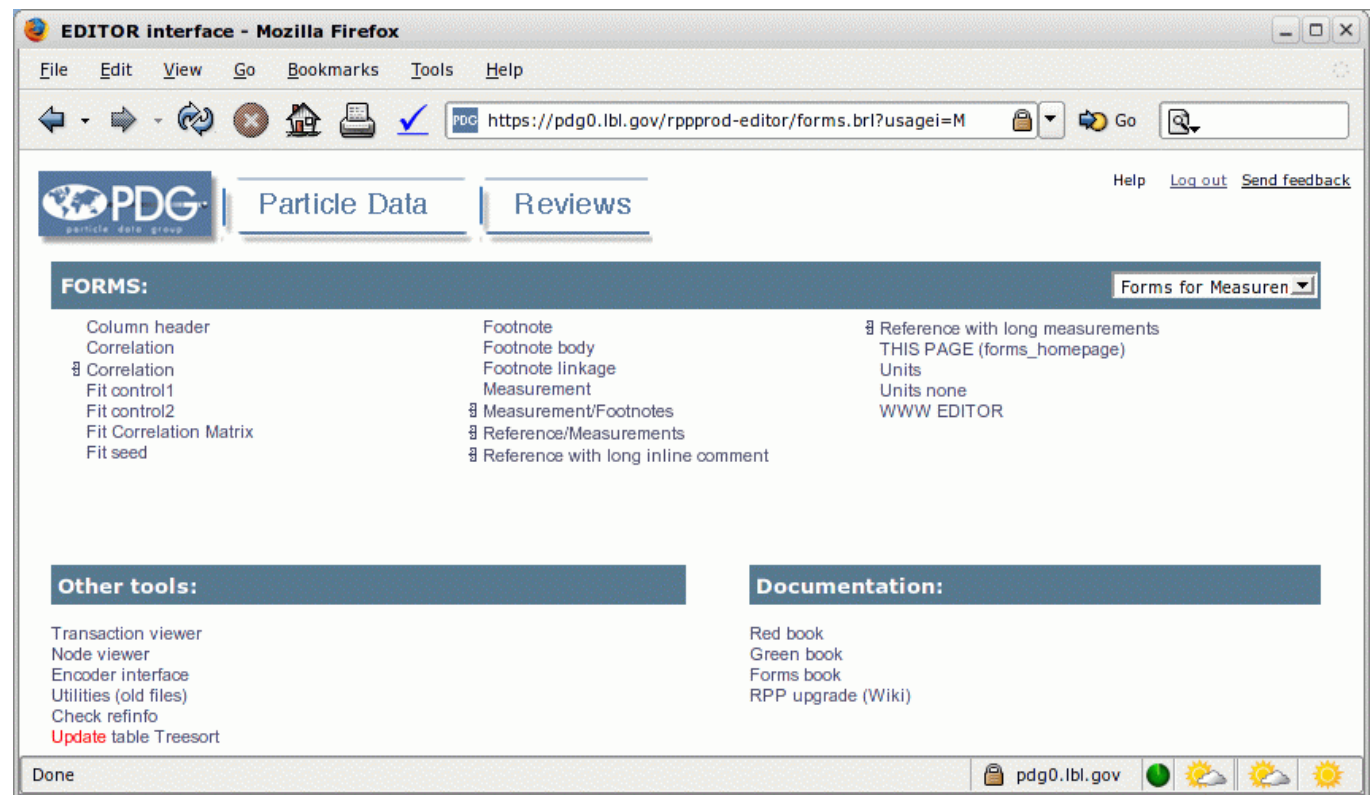 EDITOR interface - Mozilla Firefox
File Edit View Go Bookmarks Tools Help
PDG https://pdg0.lbl.gov/rppprod-editor/forms.brl?usagei=M Go
Help Log out Send feedback
PDG Particle Data Reviews
particle data group
FORMS: Forms for Measuren
Column header
Correlation
Correlation
Fit control1
Fit control2
Fit Correlation Matrix
Fit seed
Footnote
Footnote body
Footnote linkage
Measurement
Measurement/Footnotes
Reference/Measurements
Reference with long inline comment
Reference with long measurements
THIS PAGE (forms_homepage)
Units
Units none
WWW EDITOR
Other tools:
Transaction viewer
Node viewer
Encoder interface
Utilities (old files)
Check refinfo
Update table Treesort
Documentation:
Red book
Green book
Forms book
RPP upgrade (Wiki)
Done pdg0.lbl.gov